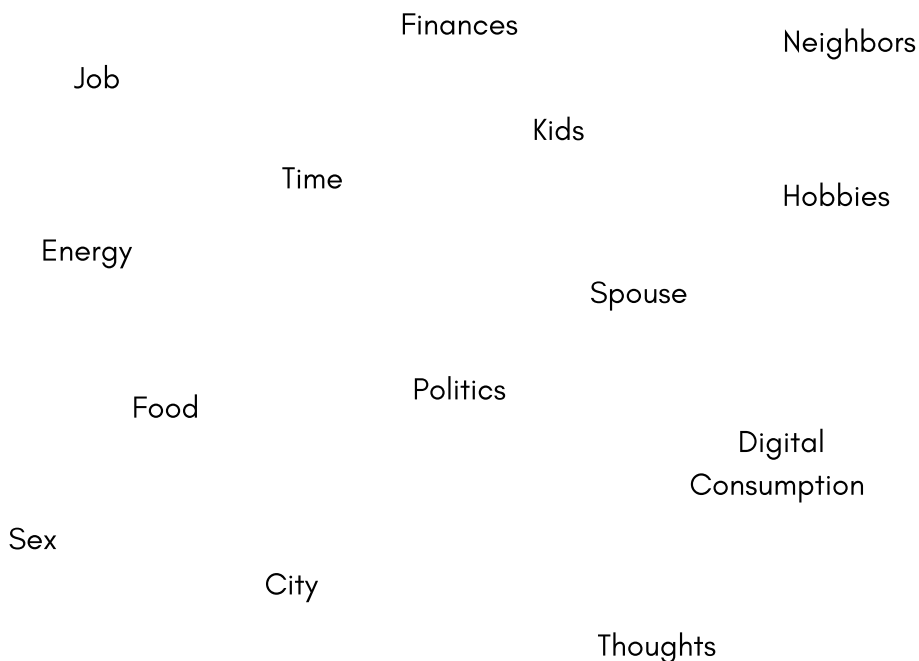 Finances
Neighbors
Job
Kids
Time
Hobbies
Energy
Spouse
Politics
Food
Digital
Consumption
Sex
City
Thoughts